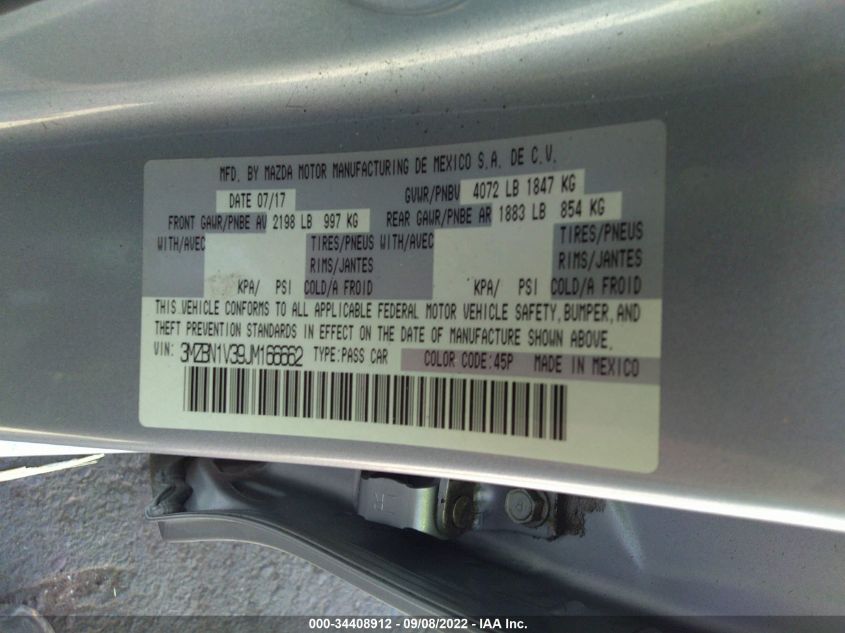 MFD. BY MAZDA MOTOR MANUFACTURING DE MEXICO S.A. DE C.V.
DATE 07/17 GVWR/PNBV 4072 LB 1847 KG
FRONT GAWR/PNBE AV 2198 LB 997 KG REAR GAWR/PNBE AR 1883 LB 854 KG
WITH/AVEC TIRES/PNEUS WITH/AVEC TIRES/PNEUS
RIMS/JANTES RIMS/JANTES
KPA/ PSI COLD/A FROID KPA/ PSI COLD/A FROID
THIS VEHICLE CONFORMS TO ALL APPLICABLE FEDERAL MOTOR VEHICLE SAFETY, BUMPER, AND
THEFT PREVENTION STANDARDS IN EFFECT ON THE DATE OF MANUFACTURE SHOWN ABOVE.
VIN: 3MZBN1V39JM166662 TYPE:PASS CAR COLOR CODE:45P MADE IN MEXICO
000-34408912 - 09/08/2022 - IAA Inc.